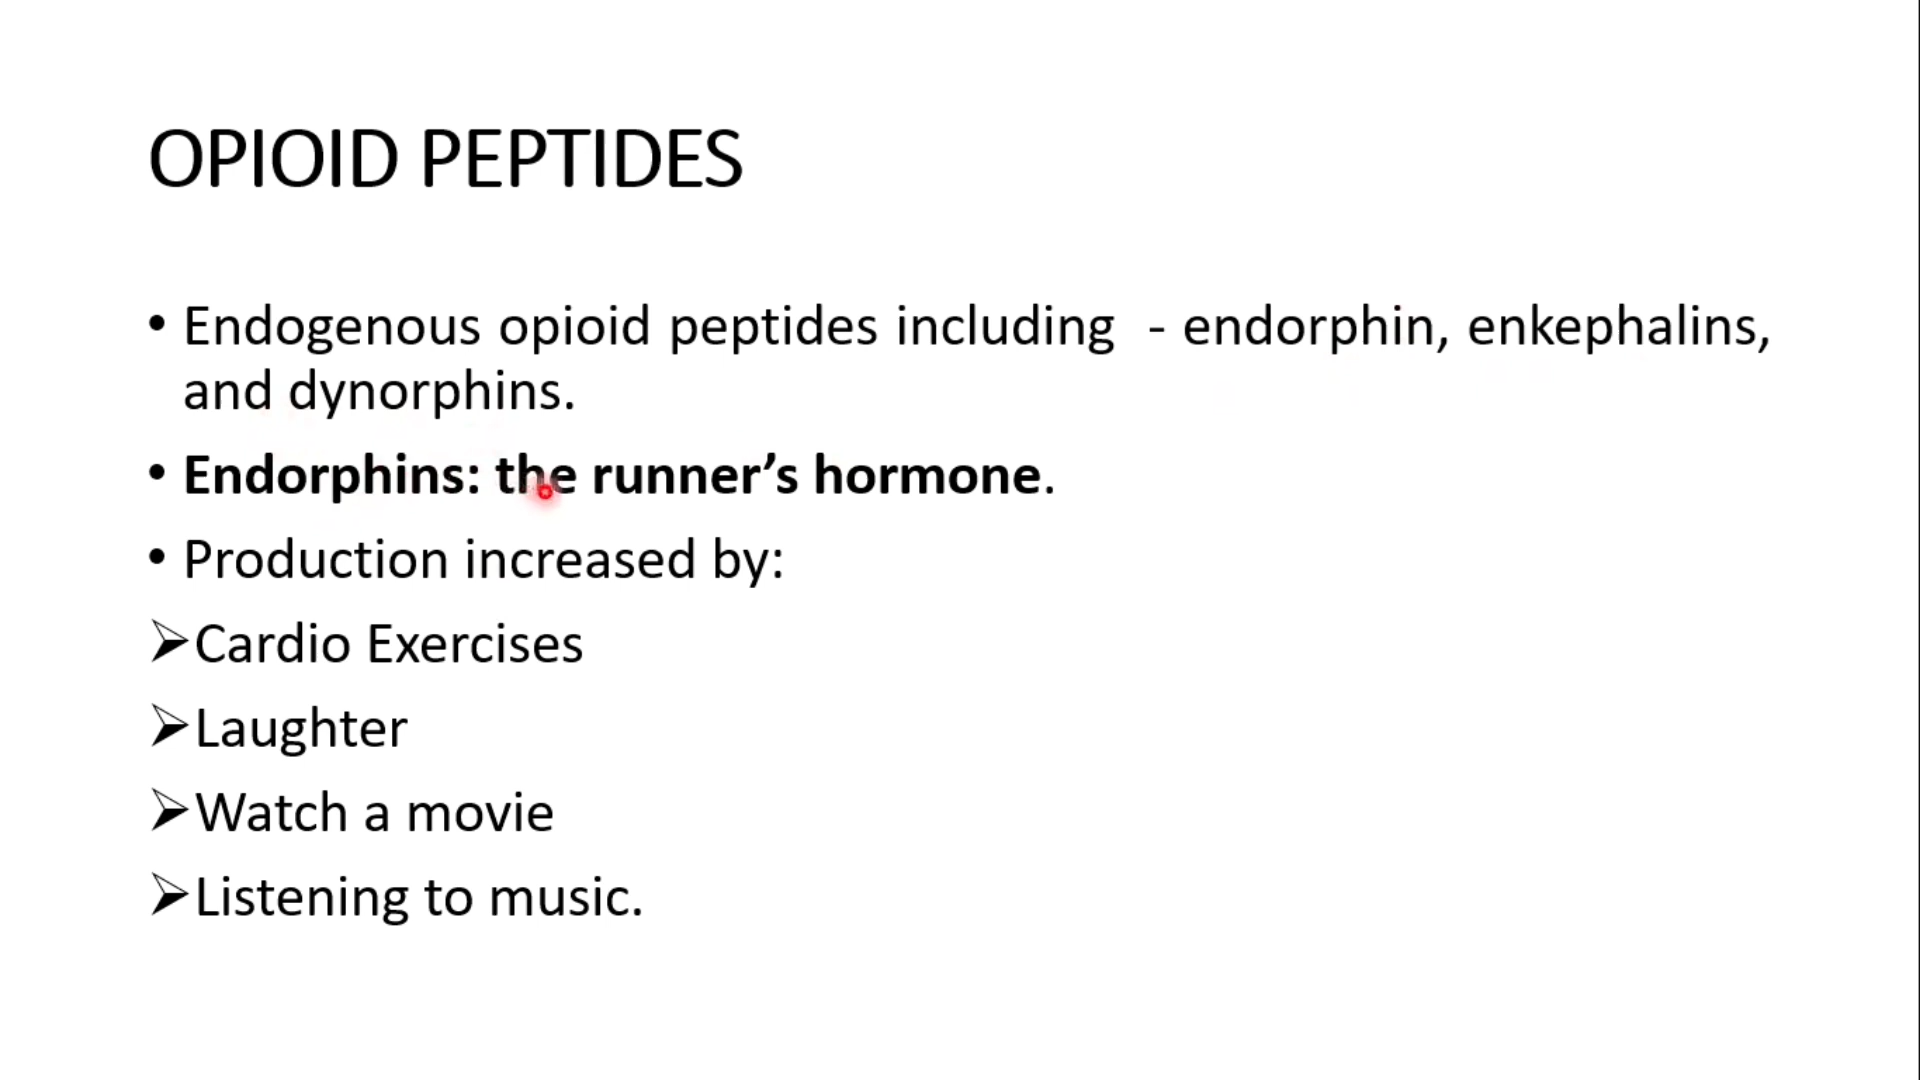 OPIOID PEPTIDES
• Endogenous opioid peptides including - endorphin, enkephalins,
and dynorphins.
• Endorphins: the runner’s hormone.
• Production increased by:
➢Cardio Exercises
➢Laughter
➢Watch a movie
➢Listening to music.